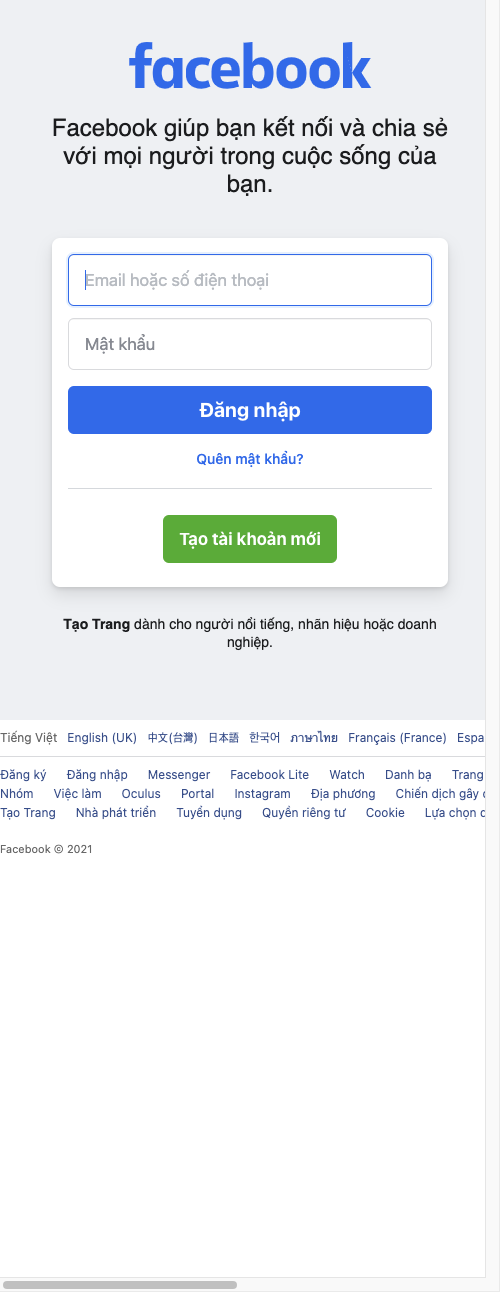 facebook
Facebook giúp bạn kết nối và chia sẻ
với mọi người trong cuộc sống của
bạn.
Email hoặc số điện thoại
Mật khẩu
Đăng nhập
Quên mật khẩu?
Tạo tài khoản mới
Tạo Trang dành cho người nổi tiếng, nhãn hiệu hoặc doanh
nghiệp.
Tiếng Việt English (UK) 中文(台灣) 日本語 한국어 ภาษาไทย Français (France) Espa
Đăng ký Đăng nhập Messenger Facebook Lite Watch Danh bạ Trang
Nhóm Việc làm Oculus Portal Instagram Địa phương Chiến dịch gây
Tạo Trang Nhà phát triển Tuyển dụng Quyền riêng tư Cookie Lựa chọn
Facebook © 2021